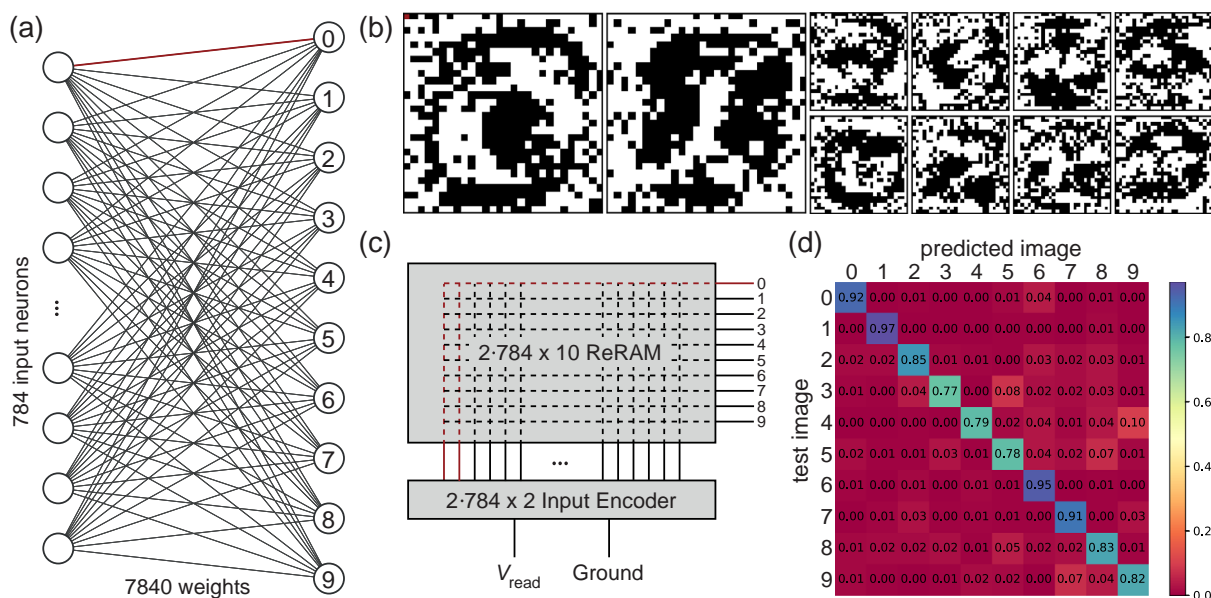 (a)
0
1
2
3
4
5
6
7
8
9
784 input neurons
...
7840 weights
(b)
(c)
2·784 x 10 ReRAM
0
1
2
3
4
5
6
7
8
9
...
2·784 x 2 Input Encoder
V_read
Ground
(d)
predicted image
0 1 2 3 4 5 6 7 8 9
test image
0 0.92 0.00 0.01 0.00 0.00 0.01 0.04 0.00 0.01 0.00
1 0.00 0.97 0.00 0.00 0.00 0.00 0.00 0.00 0.01 0.00
2 0.02 0.02 0.85 0.01 0.01 0.00 0.03 0.02 0.03 0.01
3 0.01 0.00 0.04 0.77 0.00 0.08 0.02 0.02 0.03 0.01
4 0.00 0.00 0.01 0.00 0.79 0.02 0.04 0.01 0.04 0.10
5 0.02 0.01 0.01 0.03 0.01 0.78 0.04 0.02 0.07 0.01
6 0.01 0.00 0.01 0.00 0.01 0.01 0.95 0.00 0.01 0.00
7 0.00 0.01 0.03 0.00 0.01 0.00 0.00 0.91 0.00 0.03
8 0.01 0.02 0.02 0.02 0.01 0.05 0.02 0.02 0.83 0.01
9 0.01 0.00 0.00 0.01 0.02 0.02 0.00 0.07 0.04 0.82
0.8
0.6
0.4
0.2
0.0